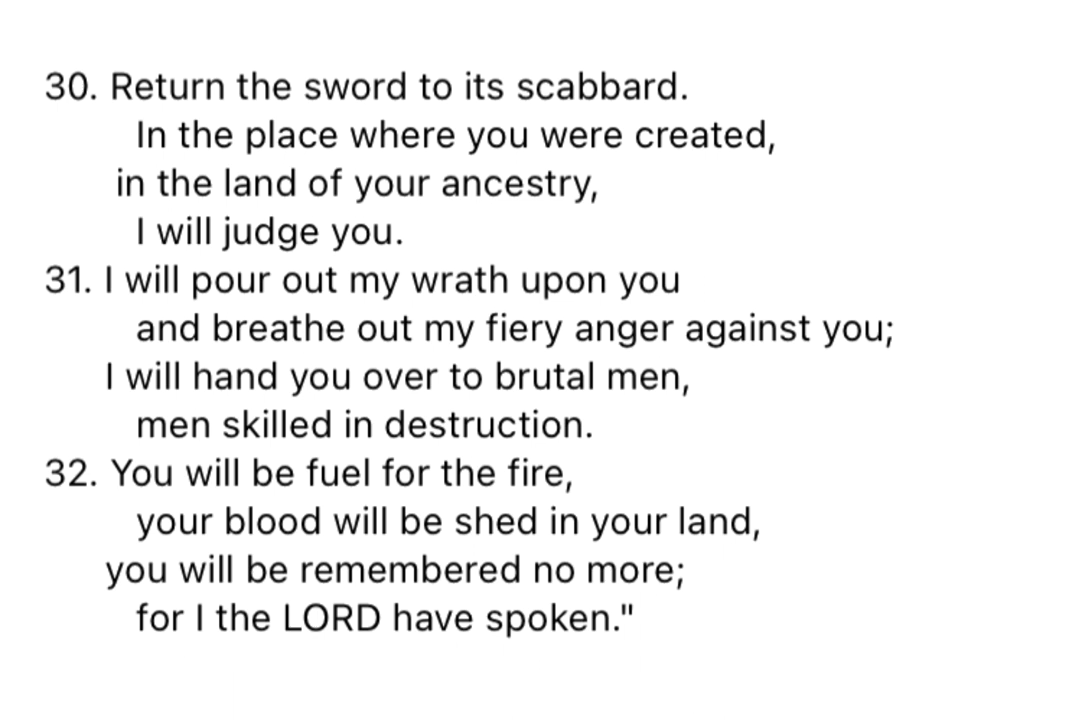 30. Return the sword to its scabbard.
In the place where you were created,
in the land of your ancestry,
I will judge you.
31. I will pour out my wrath upon you
and breathe out my fiery anger against you;
I will hand you over to brutal men,
men skilled in destruction.
32. You will be fuel for the fire,
your blood will be shed in your land,
you will be remembered no more;
for I the LORD have spoken."